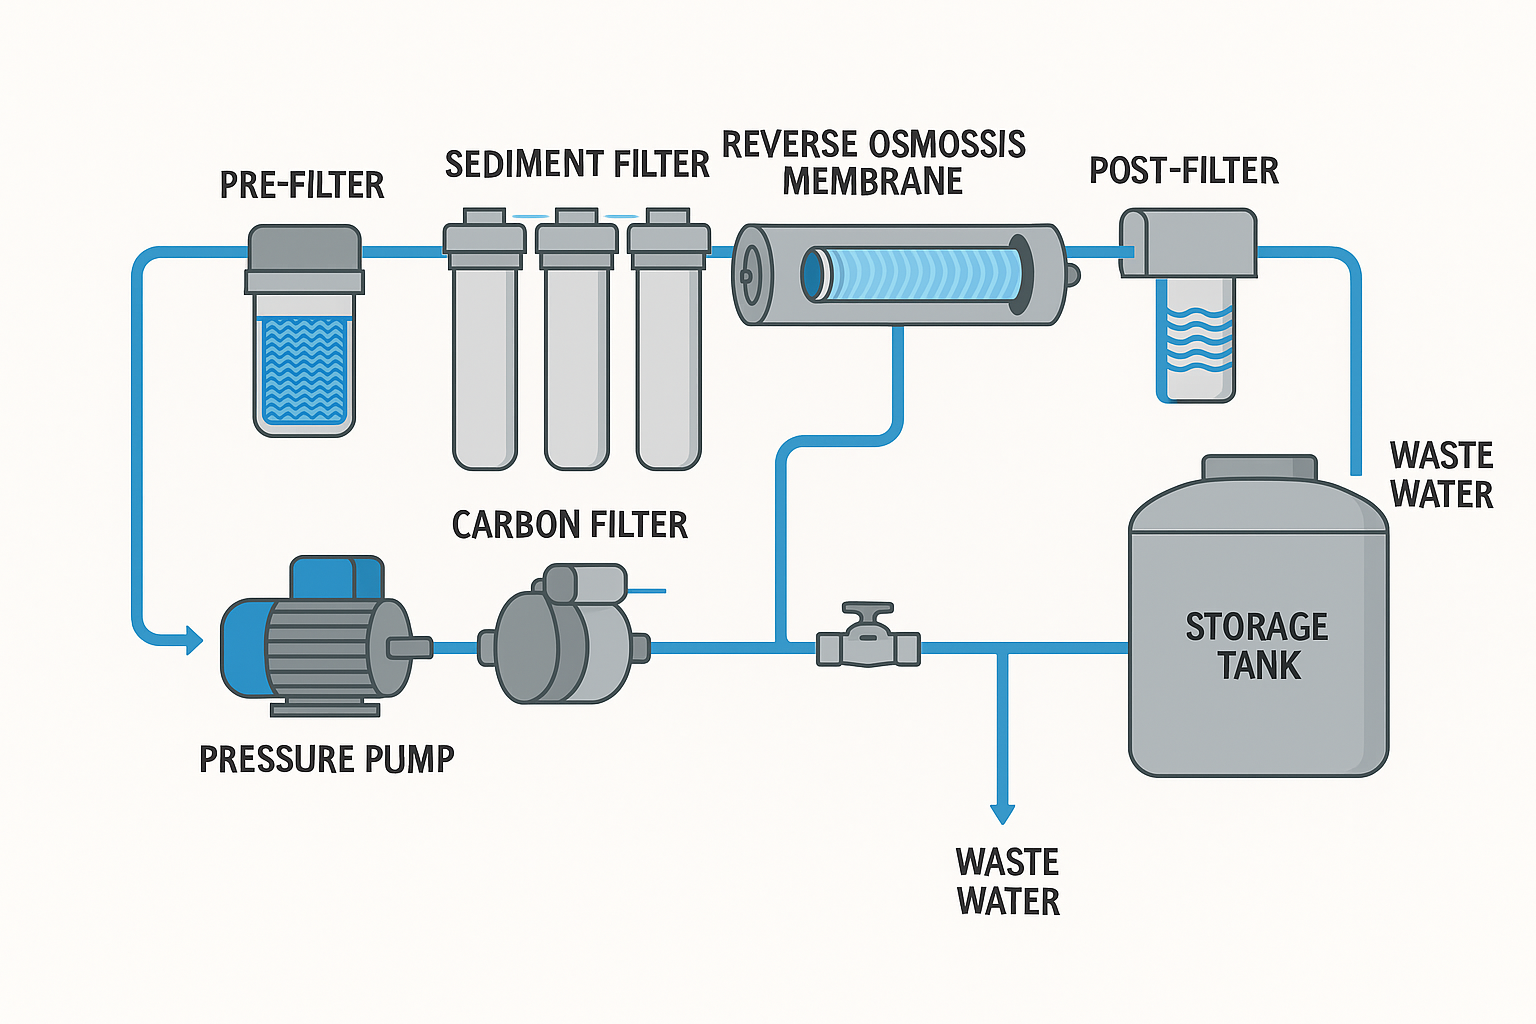 PRE-FILTER
SEDIMENT FILTER
REVERSE OSMOSSIS
MEMBRANE
POST-FILTER
WASTE
WATER
CARBON FILTER
STORAGE
TANK
PRESSURE PUMP
WASTE
WATER